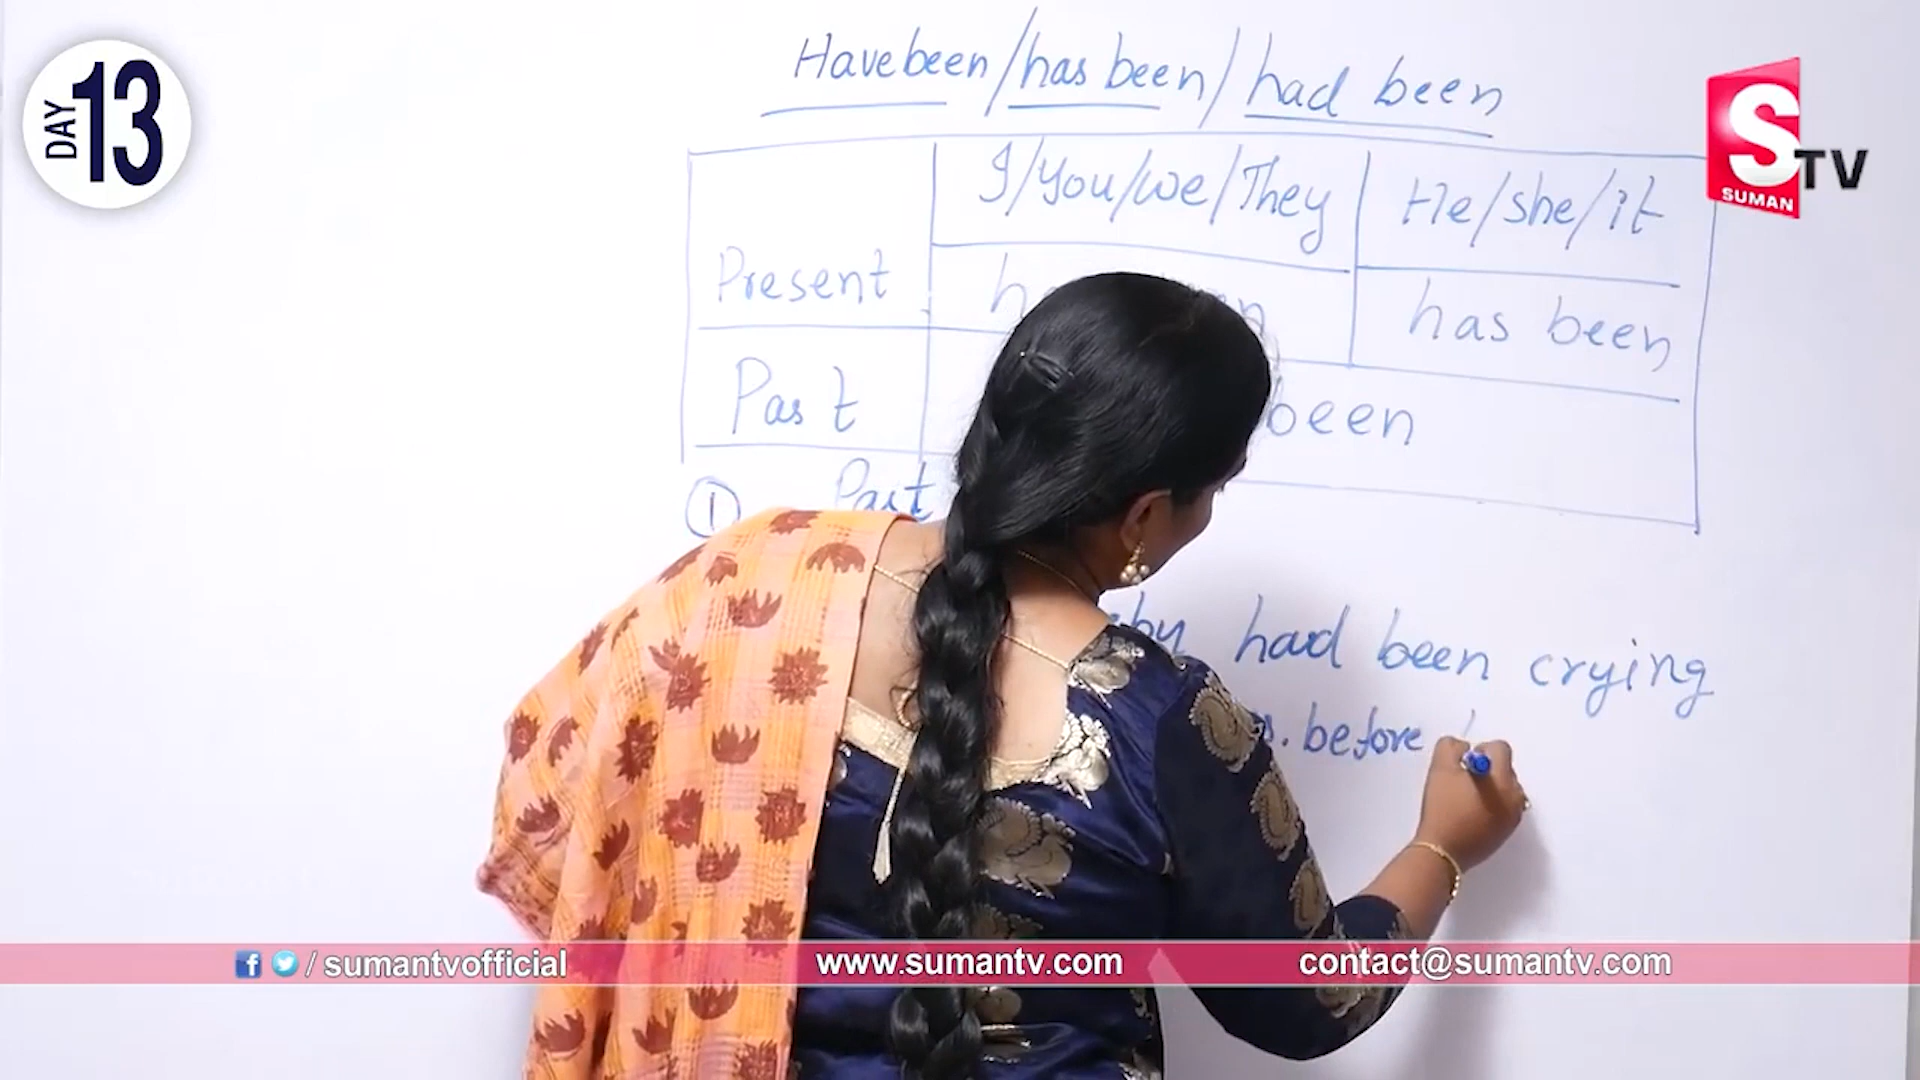 DAY 13
Have been / has been / had been
S TV
SUMAN
I/You/we/They He/she/it
Present has been
Past been
① Past
had been crying
before
/ sumantvofficial www.sumantv.com contact@sumantv.com